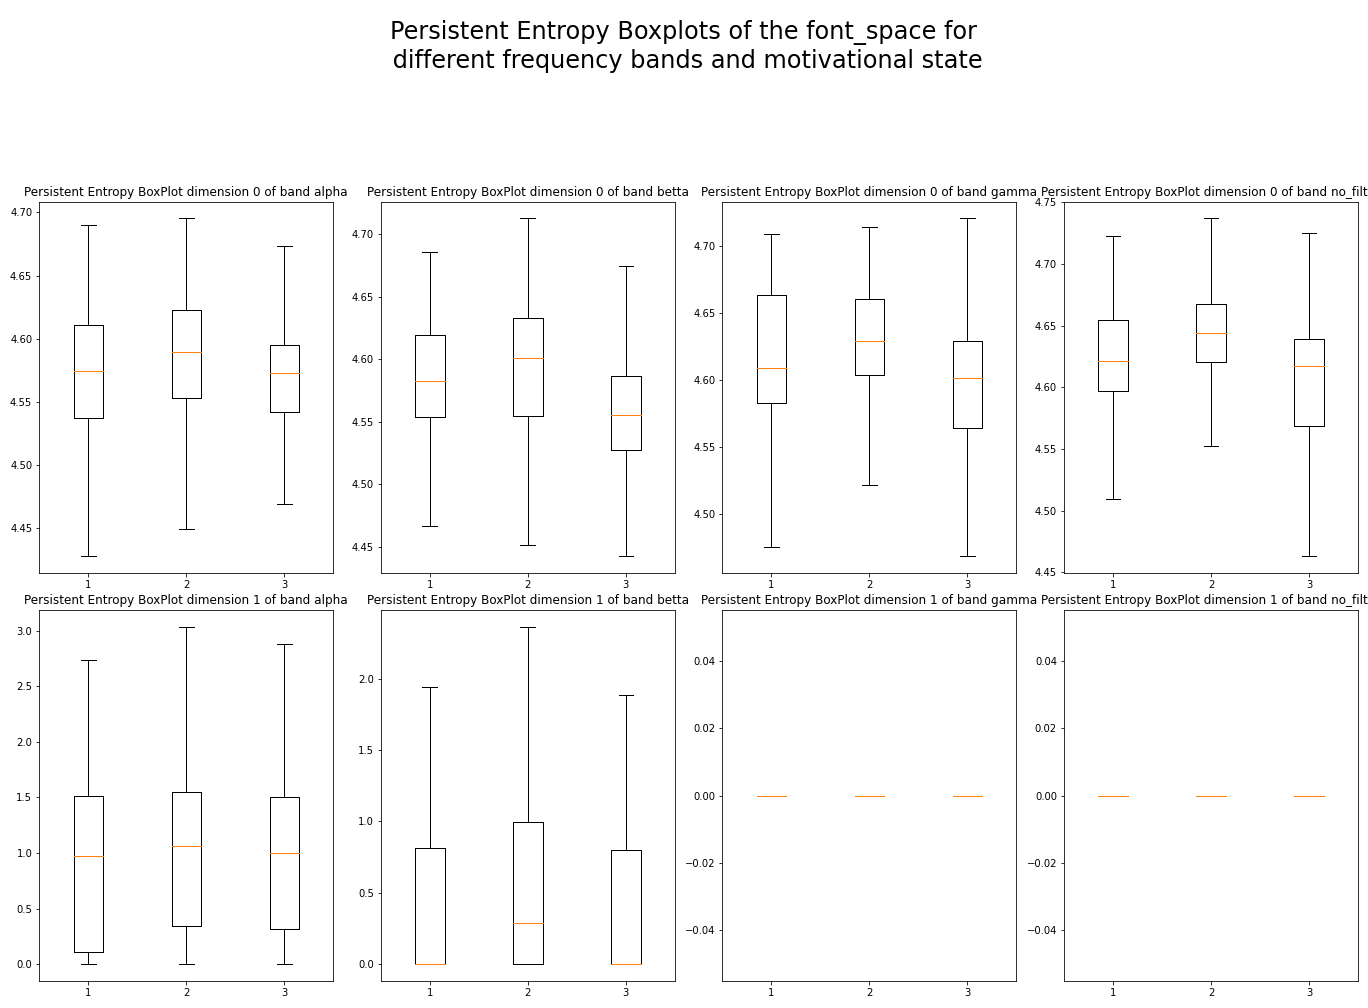 Persistent Entropy Boxplots of the font_space for
different frequency bands and motivational state
Persistent Entropy BoxPlot dimension 0 of band alpha
4.70
4.65
4.60
4.55
4.50
4.45
1 2 3
Persistent Entropy BoxPlot dimension 0 of band betta
4.70
4.65
4.60
4.55
4.50
4.45
1 2 3
Persistent Entropy BoxPlot dimension 0 of band gamma
4.70
4.65
4.60
4.55
4.50
1 2 3
Persistent Entropy BoxPlot dimension 0 of band no_filt
4.75
4.70
4.65
4.60
4.55
4.50
4.45
1 2 3
Persistent Entropy BoxPlot dimension 1 of band alpha
3.0
2.5
2.0
1.5
1.0
0.5
0.0
1 2 3
Persistent Entropy BoxPlot dimension 1 of band betta
2.0
1.5
1.0
0.5
0.0
1 2 3
Persistent Entropy BoxPlot dimension 1 of band gamma
0.04
0.02
0.00
−0.02
−0.04
1 2 3
Persistent Entropy BoxPlot dimension 1 of band no_filt
0.04
0.02
0.00
−0.02
−0.04
1 2 3